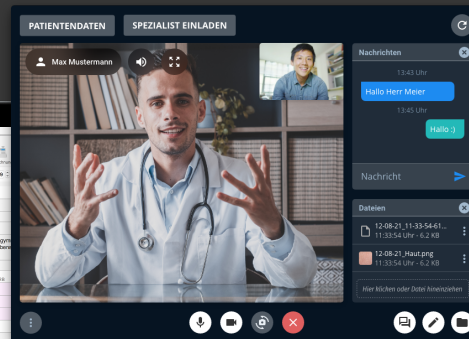 PATIENTENDATEN
SPEZIALIST EINLADEN
Max Mustermann
Nachrichten
13:43 Uhr
Hallo Herr Meier
13:45 Uhr
Hallo :)
Nachricht
Dateien
12-08-21_11-33-54-61...
11:33:54 Uhr - 6.2 KB
12-08-21_Haut.png
11:33:54 Uhr - 6.2 KB
Hier klicken oder Datei hineinziehen